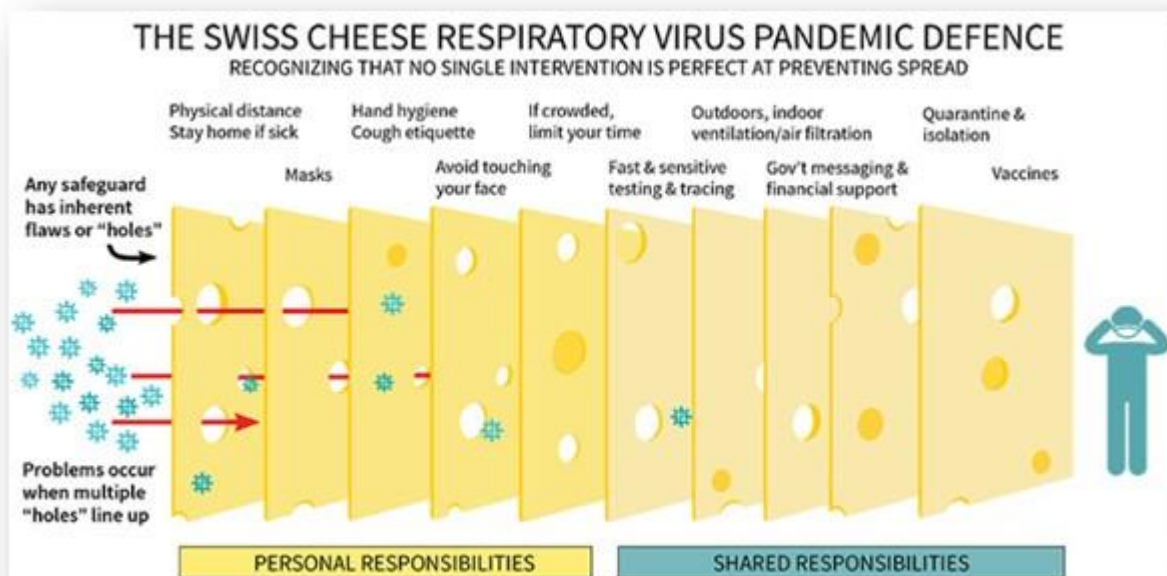 THE SWISS CHEESE RESPIRATORY VIRUS PANDEMIC DEFENCE
RECOGNIZING THAT NO SINGLE INTERVENTION IS PERFECT AT PREVENTING SPREAD
Physical distance
Stay home if sick
Masks
Hand hygiene
Cough etiquette
Avoid touching
your face
If crowded,
limit your time
Fast & sensitive
testing & tracing
Outdoors, indoor
ventilation/air filtration
Gov't messaging &
financial support
Quarantine &
isolation
Vaccines
Any safeguard
has inherent
flaws or "holes"
Problems occur
when multiple
"holes" line up
PERSONAL RESPONSIBILITIES
SHARED RESPONSIBILITIES